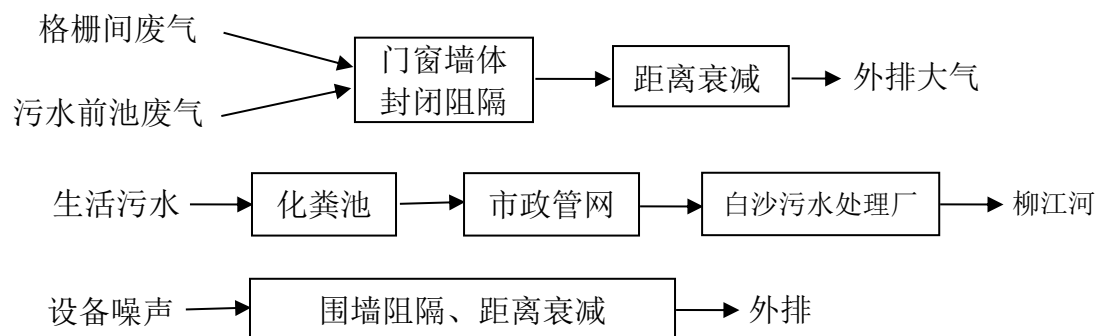 格栅间废气
污水前池废气
门窗墙体
封闭阻隔
距离衰减
外排大气
生活污水
化粪池
市政管网
白沙污水处理厂
柳江河
设备噪声
围墙阻隔、距离衰减
外排